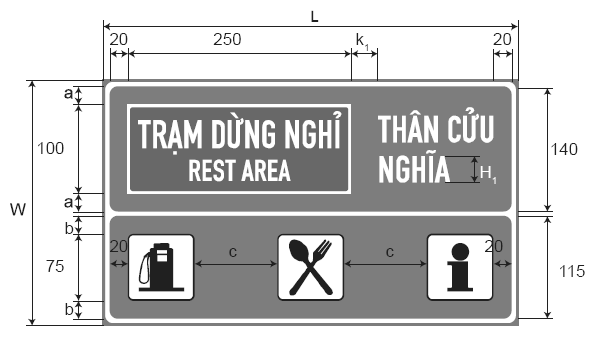 L
20 250 k1 20
a
TRẠM DỪNG NGHỈ
REST AREA
THÂN CỬU
NGHĨA
100
H1
140
a
W
b
20 c c 20
75
115
b